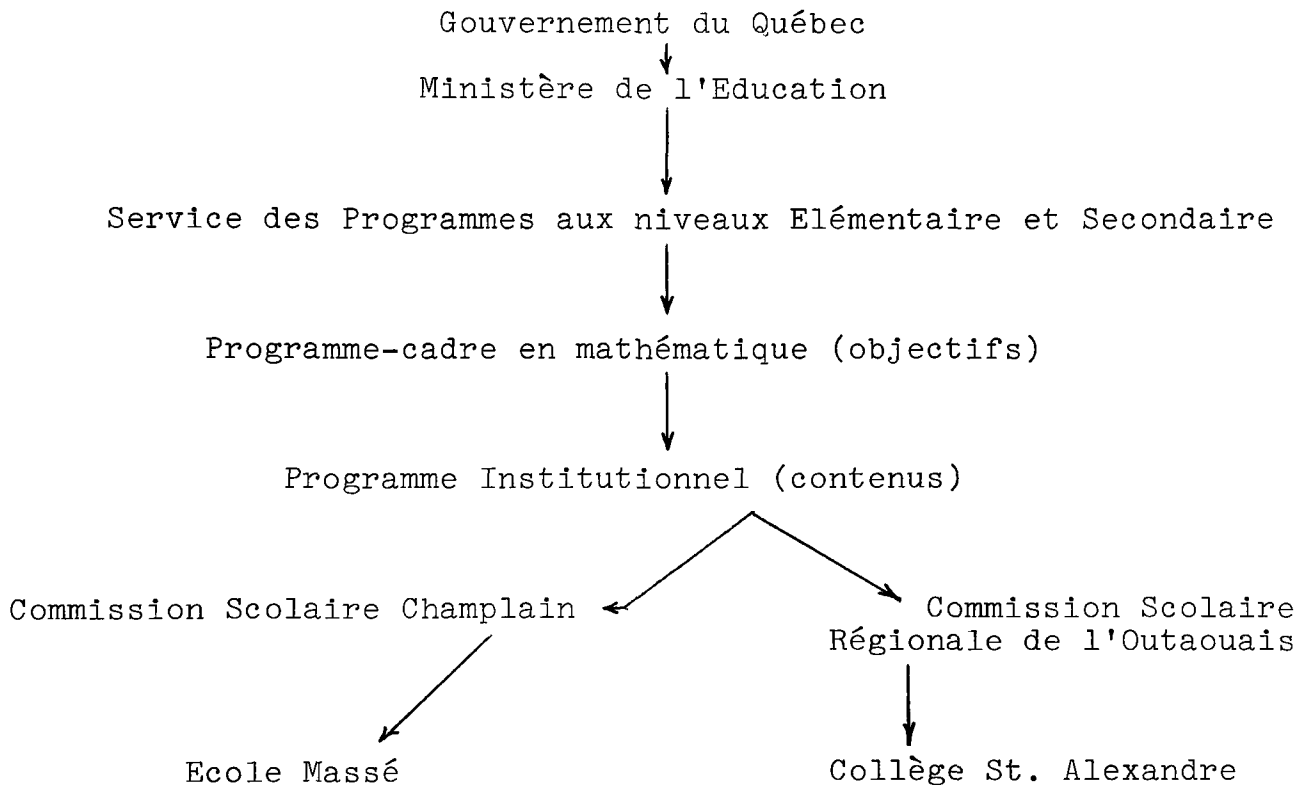 Gouvernement du Québec
Ministère de l'Education
Service des Programmes aux niveaux Elémentaire et Secondaire
Programme-cadre en mathématique (objectifs)
Programme Institutionnel (contenus)
Commission Scolaire Champlain
Commission Scolaire
Régionale de l'Outaouais
Ecole Massé
Collège St. Alexandre